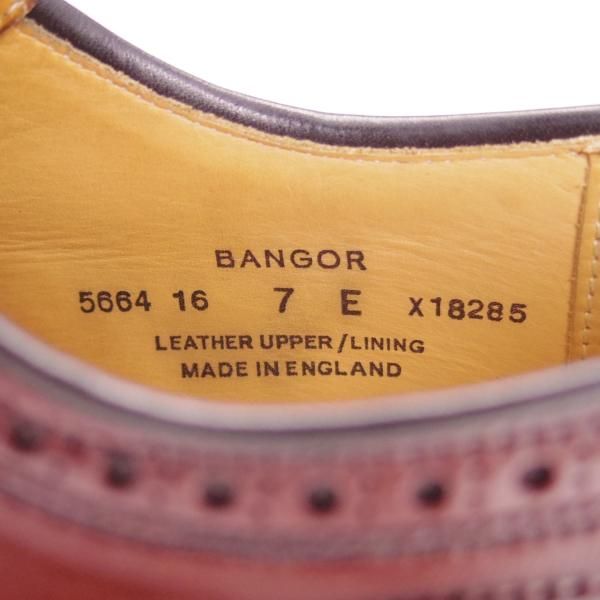 BANGOR
5664 16 7 E X18285
LEATHER UPPER/LINING
MADE IN ENGLAND